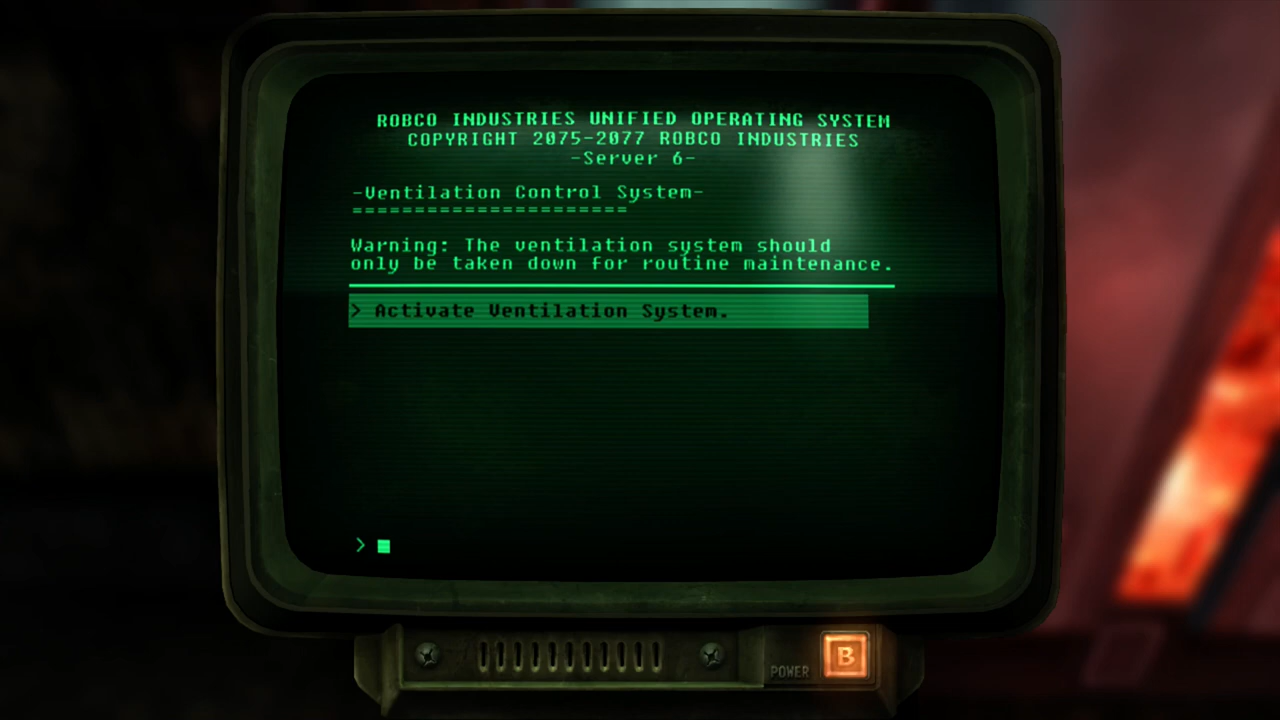 ROBCO INDUSTRIES UNIFIED OPERATING SYSTEM
COPYRIGHT 2075-2077 ROBCO INDUSTRIES
-Server 6-
-Ventilation Control System-
======================
Warning: The ventilation system should
only be taken down for routine maintenance.
> Activate Ventilation System.
>
POWER B